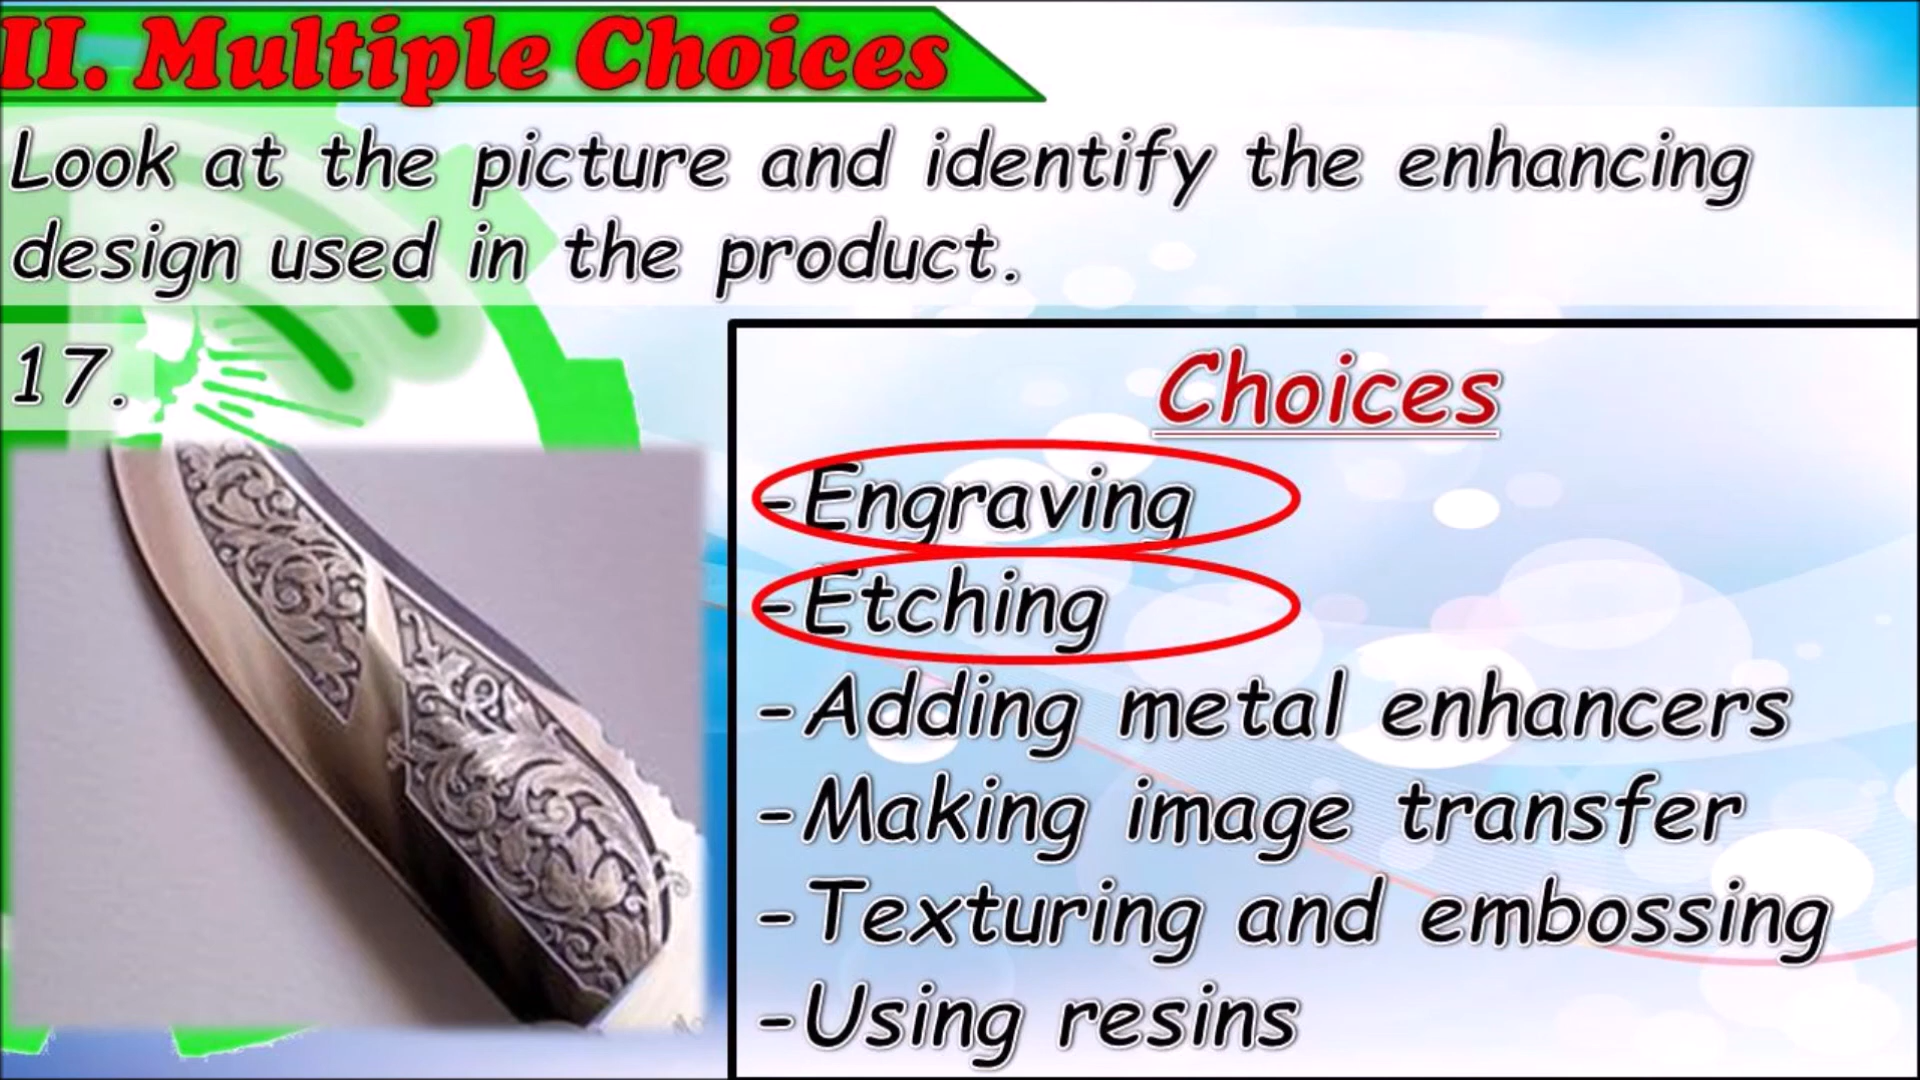 II. Multiple Choices
Look at the picture and identify the enhancing
design used in the product.
17.
Choices
-Engraving
-Etching
-Adding metal enhancers
-Making image transfer
-Texturing and embossing
-Using resins